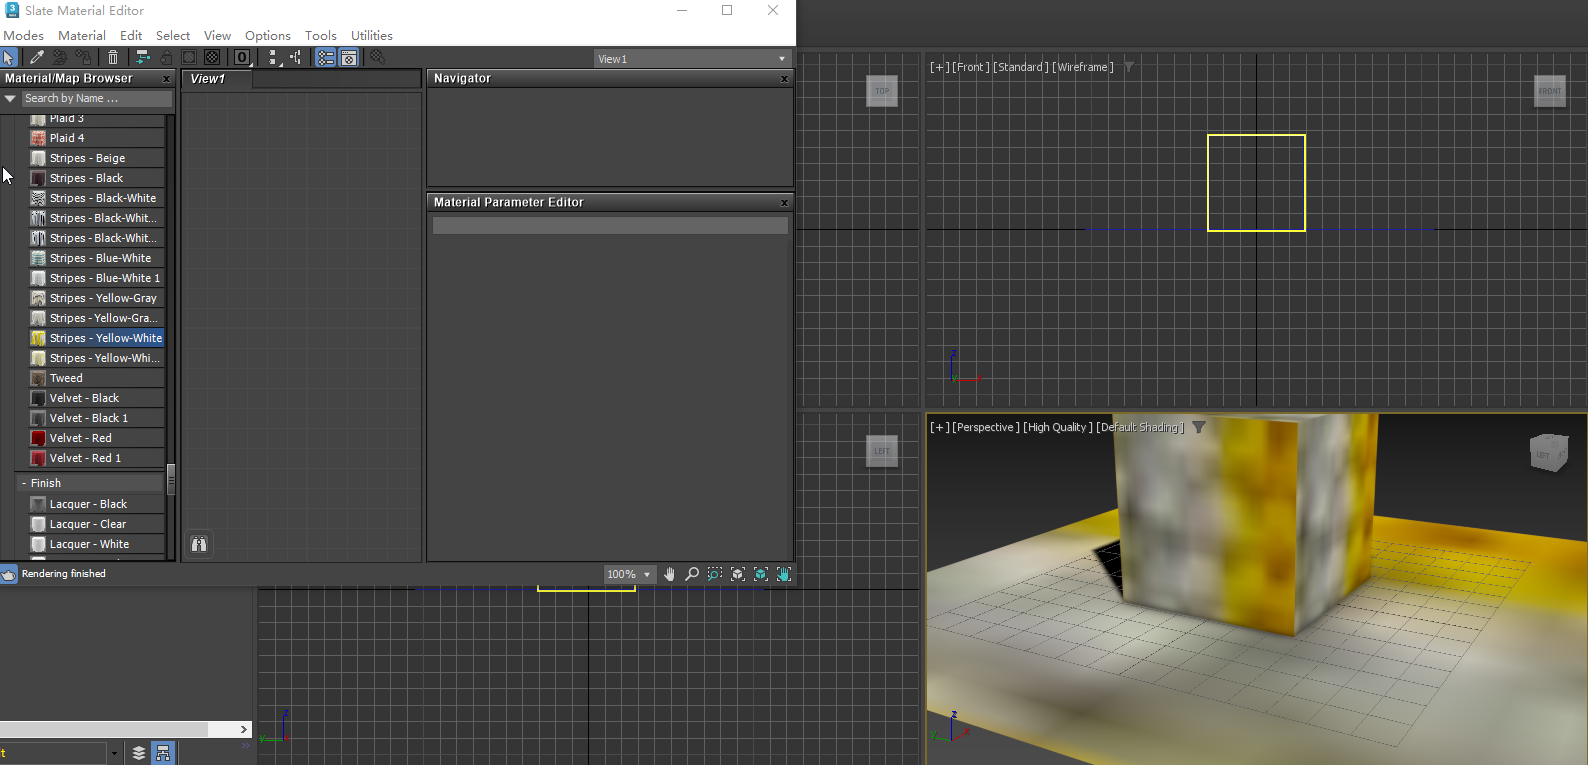 Slate Material Editor
Modes Material Edit Select View Options Tools Utilities
0
View1
Material/Map Browser x
Search by Name ...
Plaid 3
Plaid 4
Stripes - Beige
Stripes - Black
Stripes - Black-White
Stripes - Black-Whit...
Stripes - Black-Whit...
Stripes - Blue-White
Stripes - Blue-White 1
Stripes - Yellow-Gray
Stripes - Yellow-Gra...
Stripes - Yellow-White
Stripes - Yellow-Whi...
Tweed
Velvet - Black
Velvet - Black 1
Velvet - Red
Velvet - Red 1
- Finish
Lacquer - Black
Lacquer - Clear
Lacquer - White
Rendering finished
View1
Navigator x
Material Parameter Editor x
100%
TOP
[+] [Front ] [Standard ] [Wireframe ]
FRONT
z
x
y
LEFT
[+] [Perspective ] [High Quality ] [Default Shading ]
LEFT
z
y
x
z
y